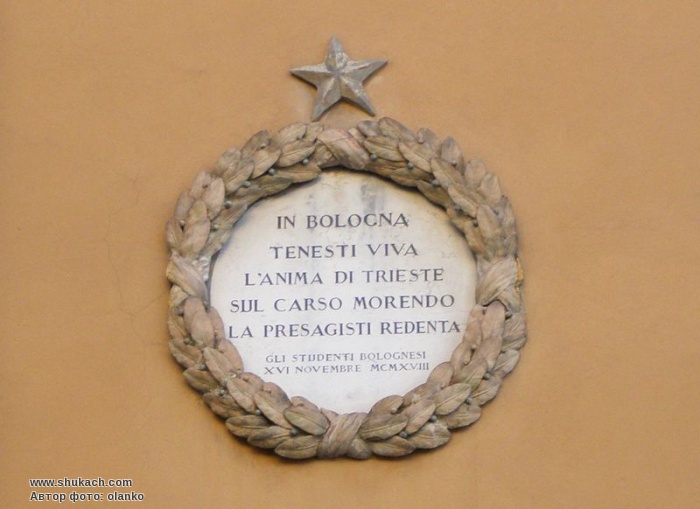 IN BOLOGNA
TENESTI VIVA
L'ANIMA DI TRIESTE
SUL CARSO MORENDO
LA PRESAGISTI REDENTA
GLI STUDENTI BOLOGNESI
XVI NOVEMBRE MCMXVIII
www.shukach.com
Автор фото: olanko